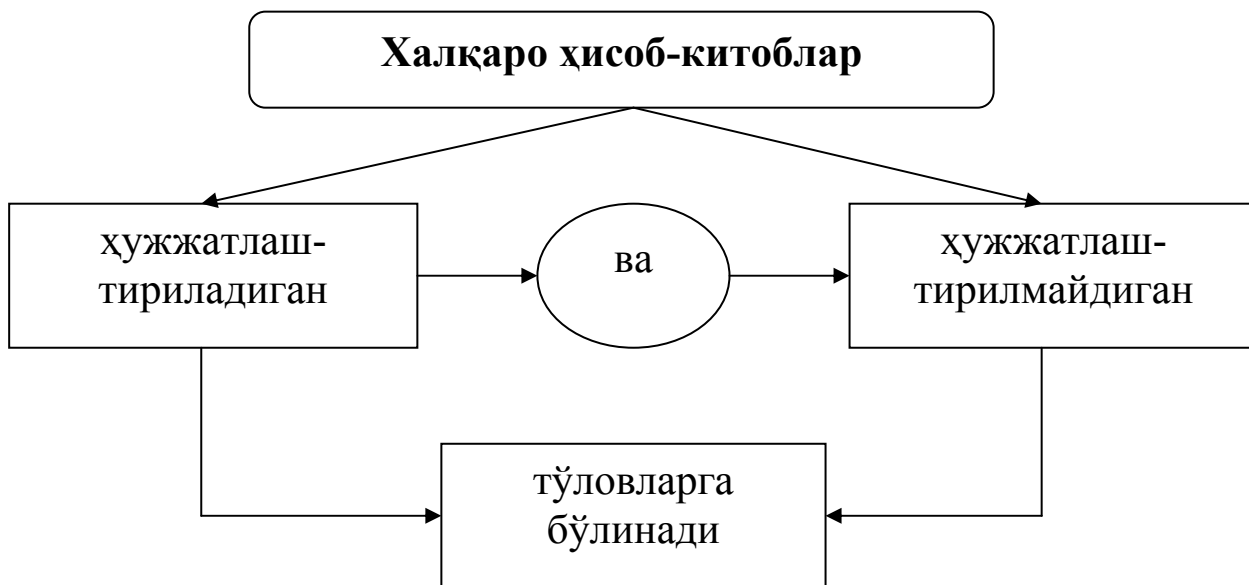 Халқаро ҳисоб-китоблар
ҳужжатлаш-
тириладиган
ва
ҳужжатлаш-
тирилмайдиган
тўловларга
бўлинади